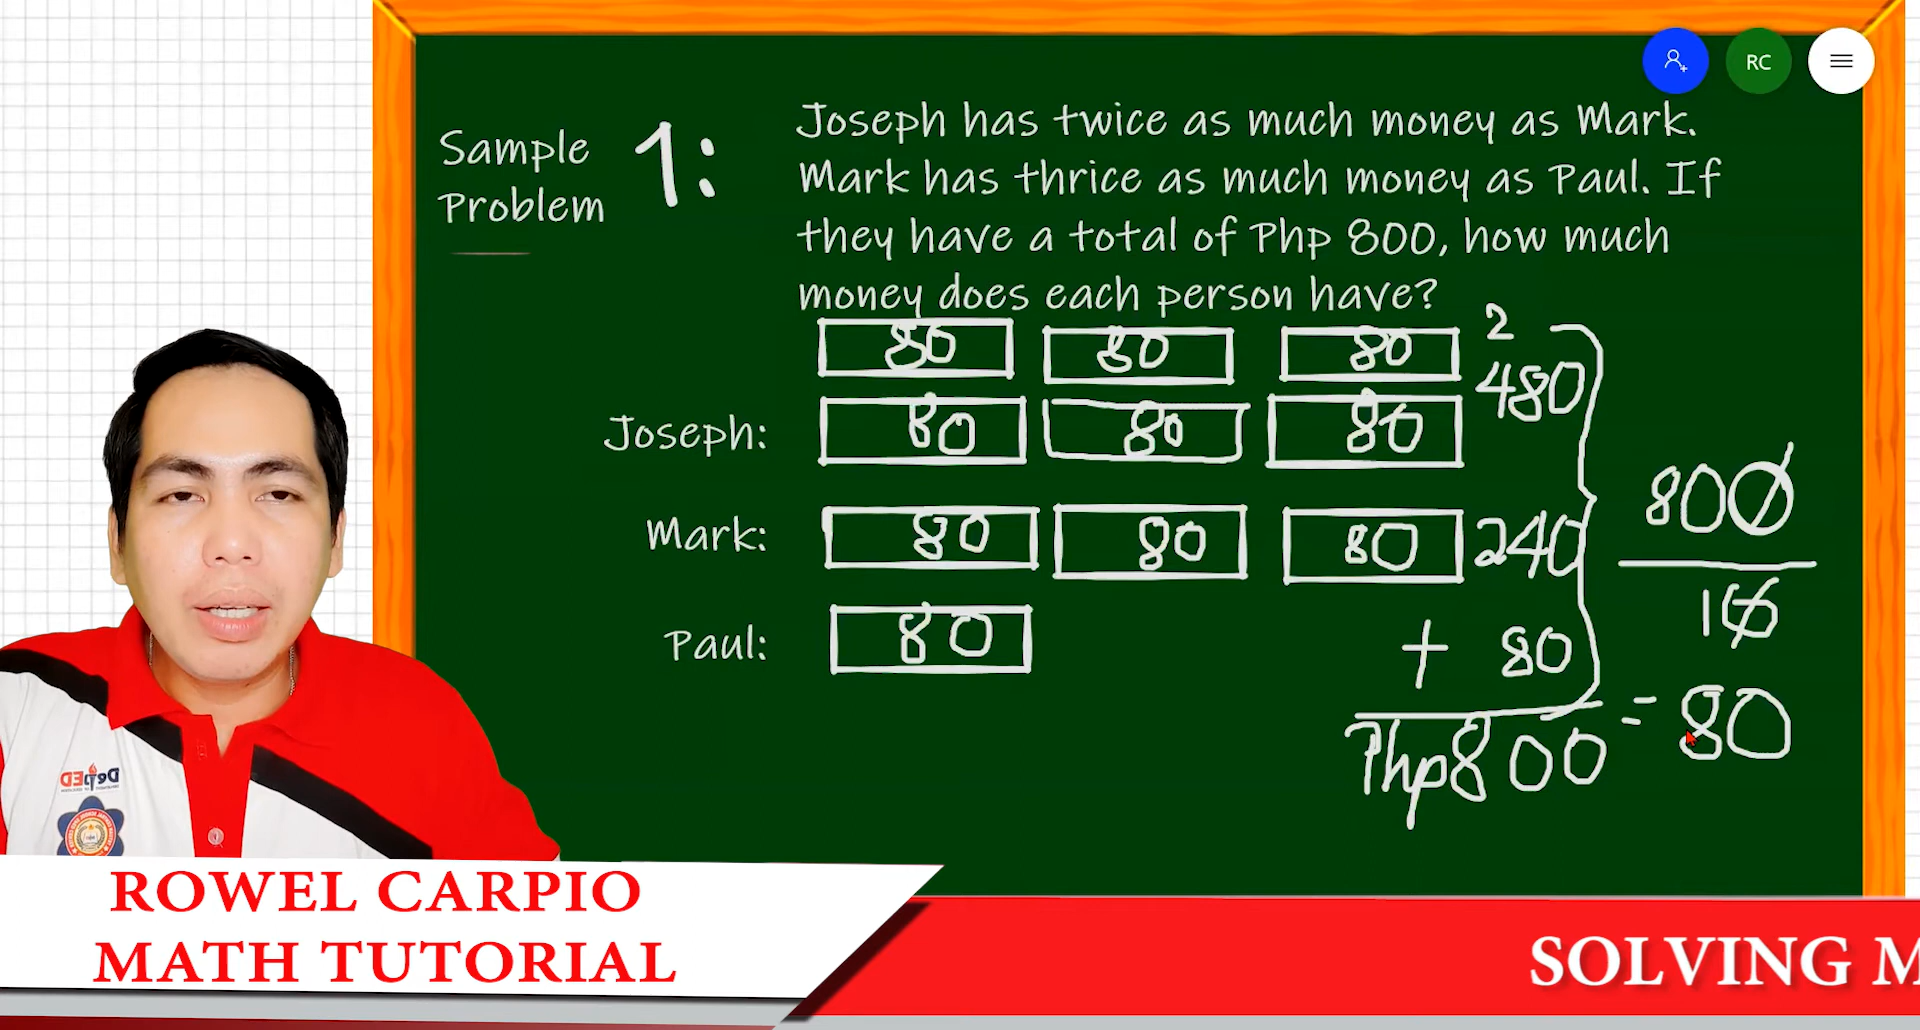 RC
Sample
Problem
1:
Joseph has twice as much money as Mark.
Mark has thrice as much money as Paul. If
they have a total of Php 800, how much
money does each person have?
80 80 80 2
480
Joseph: 80 80 80
800
Mark: 80 80 80 240
10
Paul: 80 + 80
Php800 = 80
DepED
ROWEL CARPIO
MATH TUTORIAL
SOLVING M